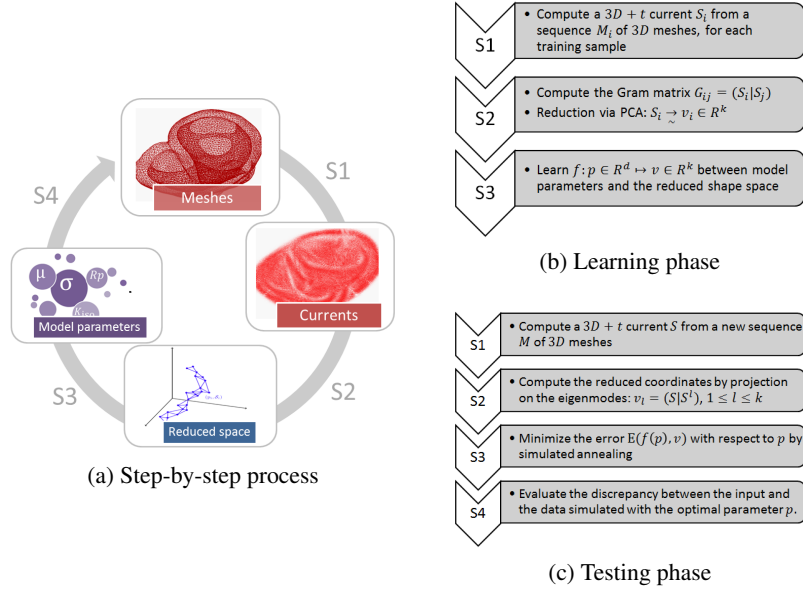 Meshes
S1
Currents
S2
Reduced space
S3
μ
σ
Rp
Model parameters
S4
(a) Step-by-step process
S1
• Compute a 3D + t current S_i from a
sequence M_i of 3D meshes, for each
training sample
S2
• Compute the Gram matrix G_ij = (S_i|S_j)
• Reduction via PCA: S_i →~ v_i ∈ R^k
S3
• Learn f: p ∈ R^d ↦ v ∈ R^k between model
parameters and the reduced shape space
(b) Learning phase
S1
• Compute a 3D + t current S from a new sequence
M of 3D meshes
S2
• Compute the reduced coordinates by projection
on the eigenmodes: v_l = (S|S^l), 1 ≤ l ≤ k
S3
• Minimize the error E(f(p), v) with respect to p by
simulated annealing
S4
• Evaluate the discrepancy between the input and
the data simulated with the optimal parameter p.
(c) Testing phase